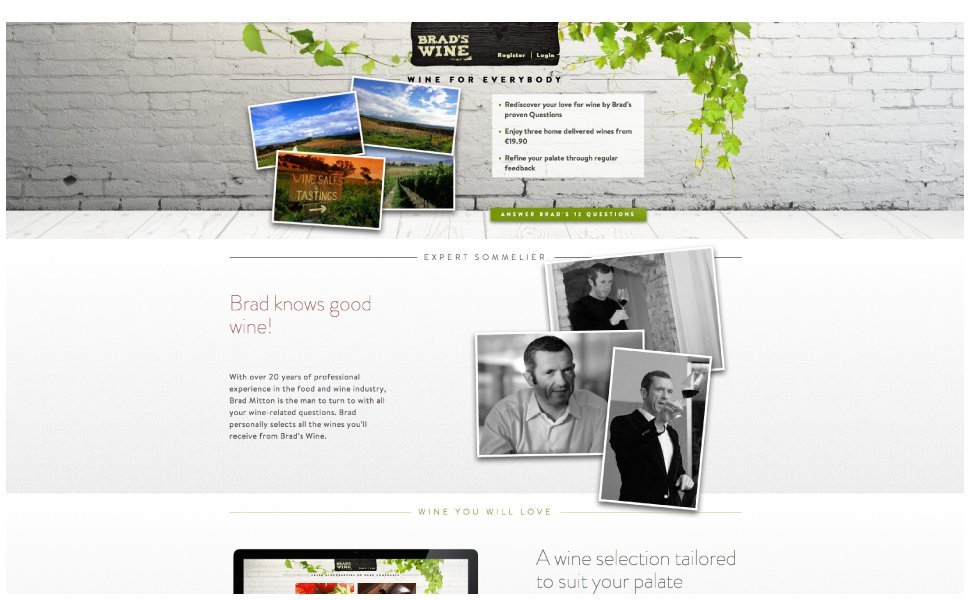 BRAD'S
WINE
Register | Login
WINE FOR EVERYBODY
Rediscover your love for wine by Brad's
proven Questions
Enjoy three home delivered wines from
€19.90
Refine your palate through regular
feedback
WINE SALES
TASTINGS
ANSWER BRAD'S 12 QUESTIONS
EXPERT SOMMELIER
Brad knows good
wine!
With over 20 years of professional
experience in the food and wine industry,
Brad Mitton is the man to turn to with all
your wine-related questions. Brad
personally selects all the wines you'll
receive from Brad's Wine.
WINE YOU WILL LOVE
BRAD'S
WINE
A wine selection tailored
to suit your palate